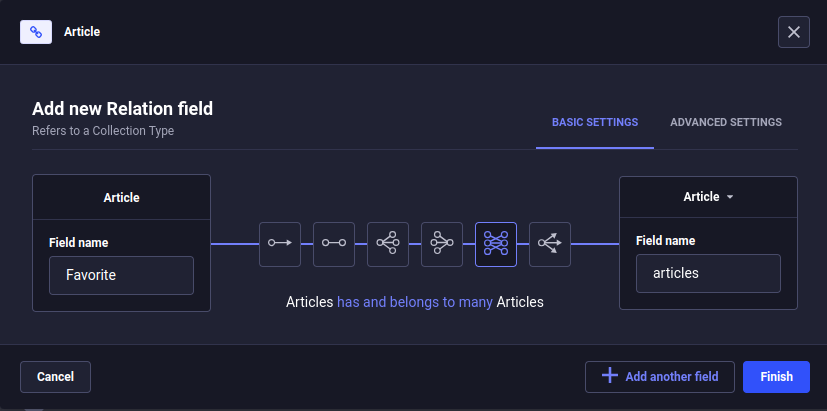 Article
Add new Relation field
Refers to a Collection Type
BASIC SETTINGS
ADVANCED SETTINGS
Article
Field name
Favorite
Article
Field name
articles
Articles has and belongs to many Articles
Cancel
Add another field
Finish